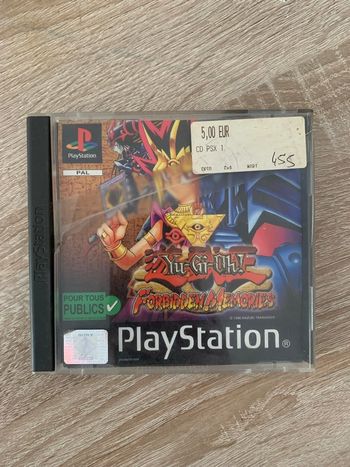 PlayStation
PAL
5,00 EUR
CD PSX 1
455
PlayStation
Yu-Gi-Oh!
FORBIDDEN MEMORIES
POUR TOUS
PUBLICS
PlayStation